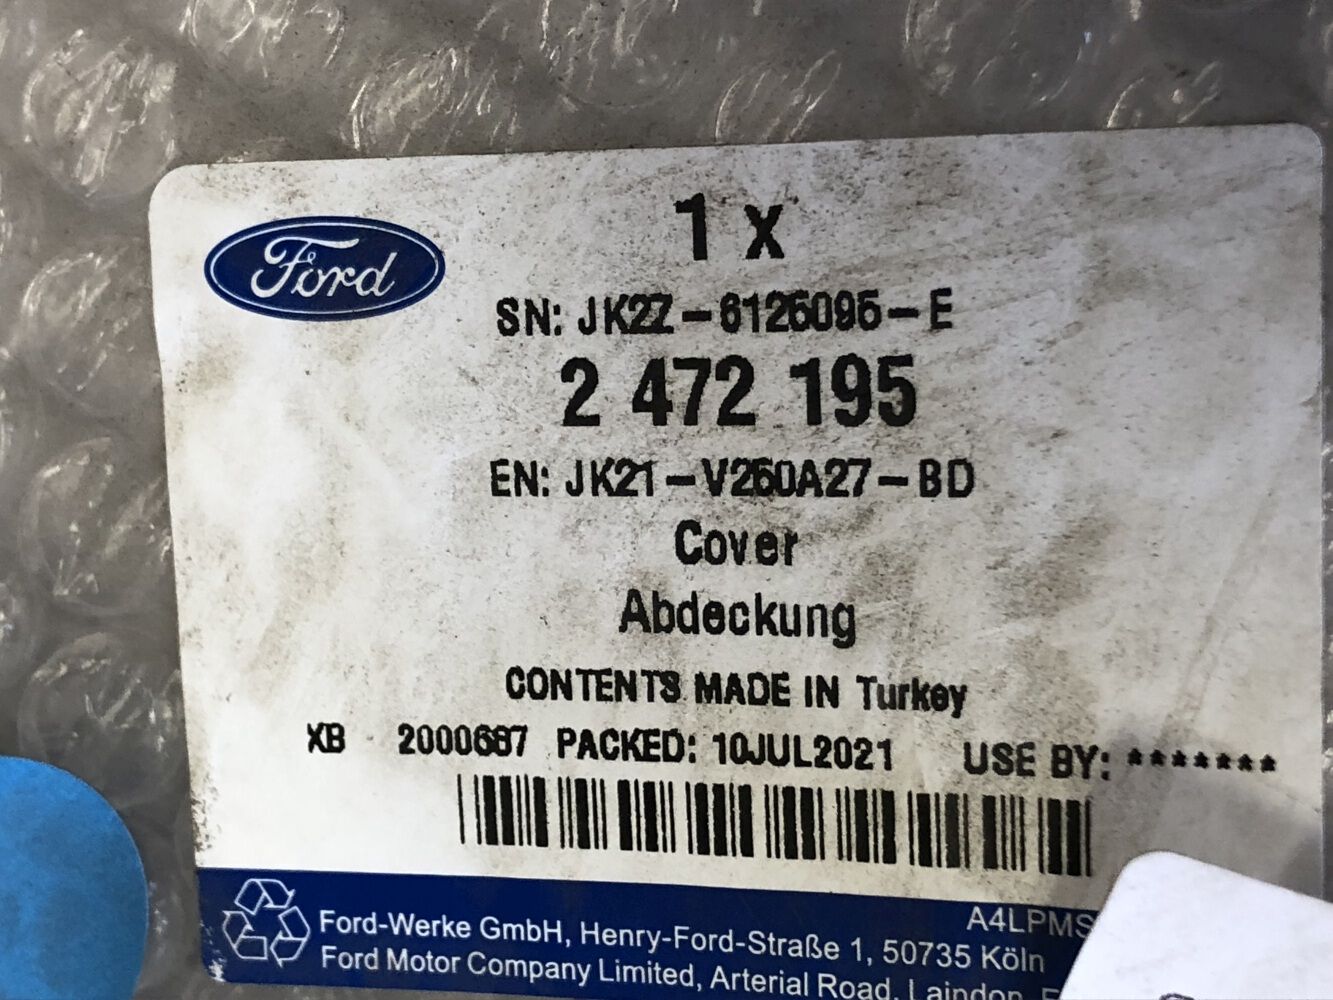 Ford
1 x
SN: JK2Z-6126095-E
2 472 195
EN: JK21-V260A27-BD
Cover
Abdeckung
CONTENTS MADE IN Turkey
XB 2000687 PACKED: 10JUL2021 USE BY: *******
A4LPMS
Ford-Werke GmbH, Henry-Ford-Straße 1, 50735 Köln
Ford Motor Company Limited, Arterial Road, Laindon,